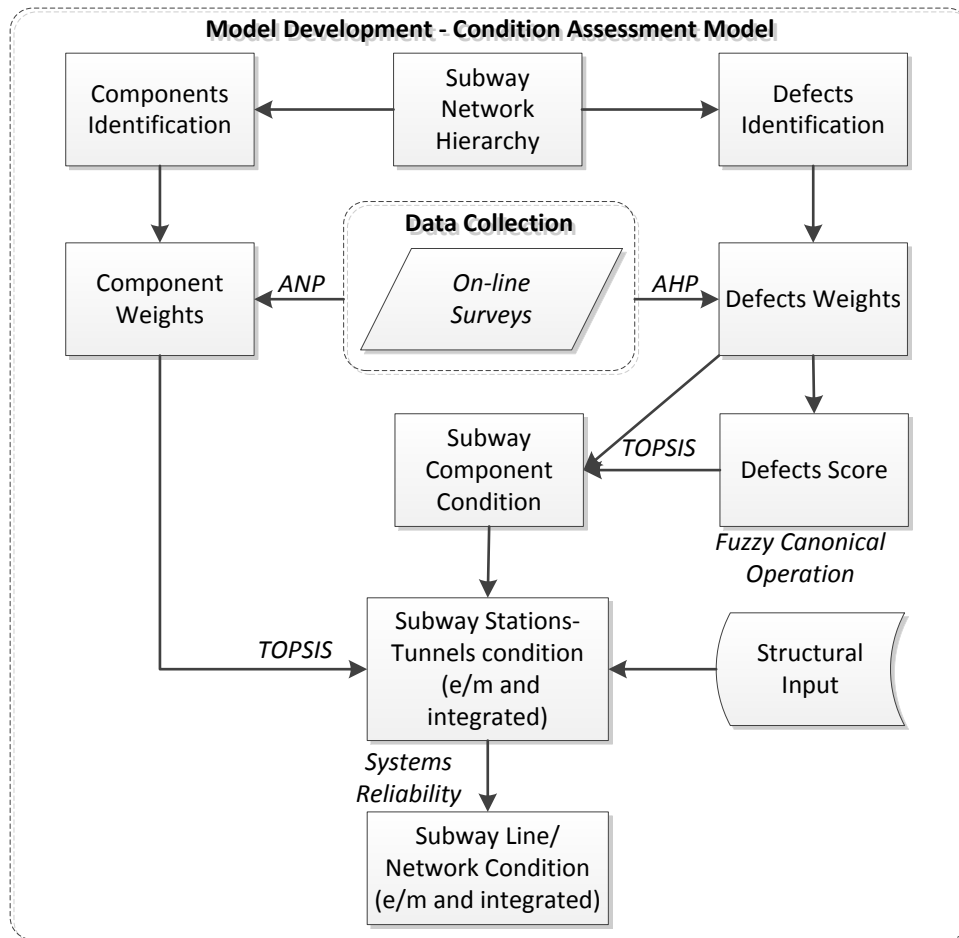 Model Development - Condition Assessment Model
Components
Identification
Subway
Network
Hierarchy
Defects
Identification
Data Collection
Component
Weights
ANP
On-line
Surveys
AHP
Defects Weights
Subway
Component
Condition
TOPSIS
Defects Score
Fuzzy Canonical
Operation
TOPSIS
Subway Stations-
Tunnels condition
(e/m and
integrated)
Structural
Input
Systems
Reliability
Subway Line/
Network Condition
(e/m and integrated)